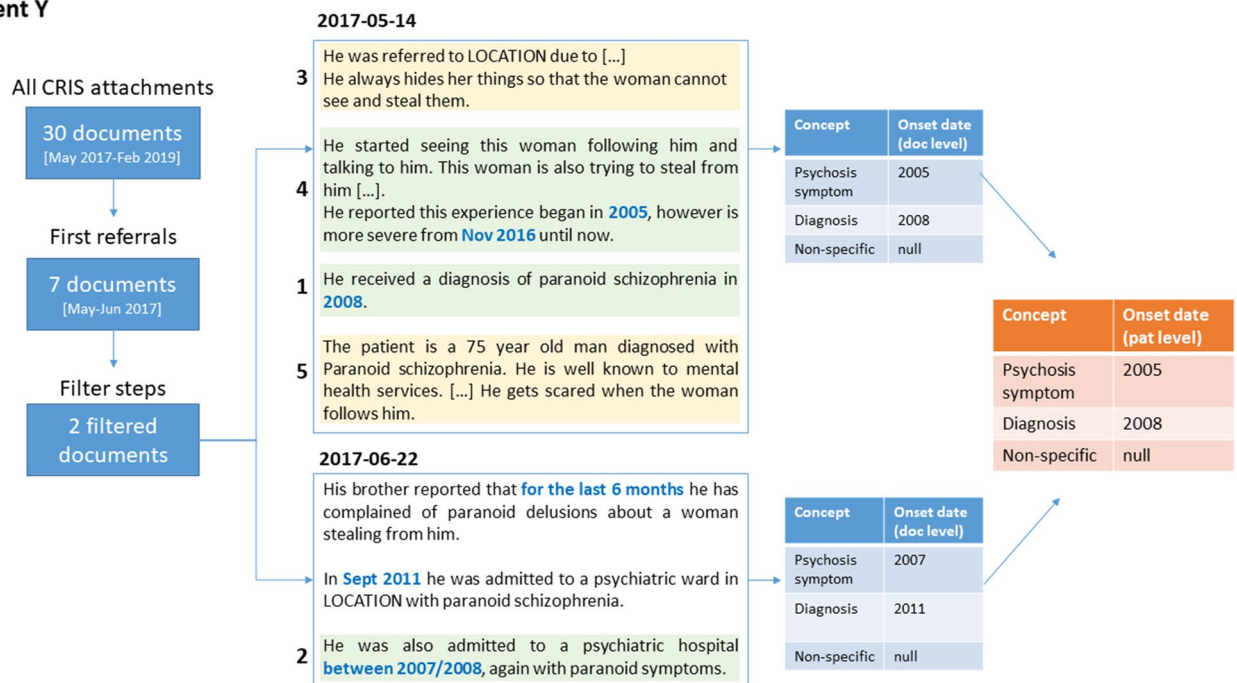 ent Y
All CRIS attachments
30 documents
[May 2017-Feb 2019]
First referrals
7 documents
[May-Jun 2017]
Filter steps
2 filtered
documents
2017-05-14
3
He was referred to LOCATION due to […]
He always hides her things so that the woman cannot
see and steal them.
4
He started seeing this woman following him and
talking to him. This woman is also trying to steal from
him […].
He reported this experience began in 2005, however is
more severe from Nov 2016 until now.
1
He received a diagnosis of paranoid schizophrenia in
2008.
5
The patient is a 75 year old man diagnosed with
Paranoid schizophrenia. He is well known to mental
health services. […] He gets scared when the woman
follows him.
2017-06-22
His brother reported that for the last 6 months he has
complained of paranoid delusions about a woman
stealing from him.
In Sept 2011 he was admitted to a psychiatric ward in
LOCATION with paranoid schizophrenia.
2
He was also admitted to a psychiatric hospital
between 2007/2008, again with paranoid symptoms.
Concept Onset date
(doc level)
Psychosis 2005
symptom
Diagnosis 2008
Non-specific null
Concept Onset date
(doc level)
Psychosis 2007
symptom
Diagnosis 2011
Non-specific null
Concept Onset date
(pat level)
Psychosis 2005
symptom
Diagnosis 2008
Non-specific null